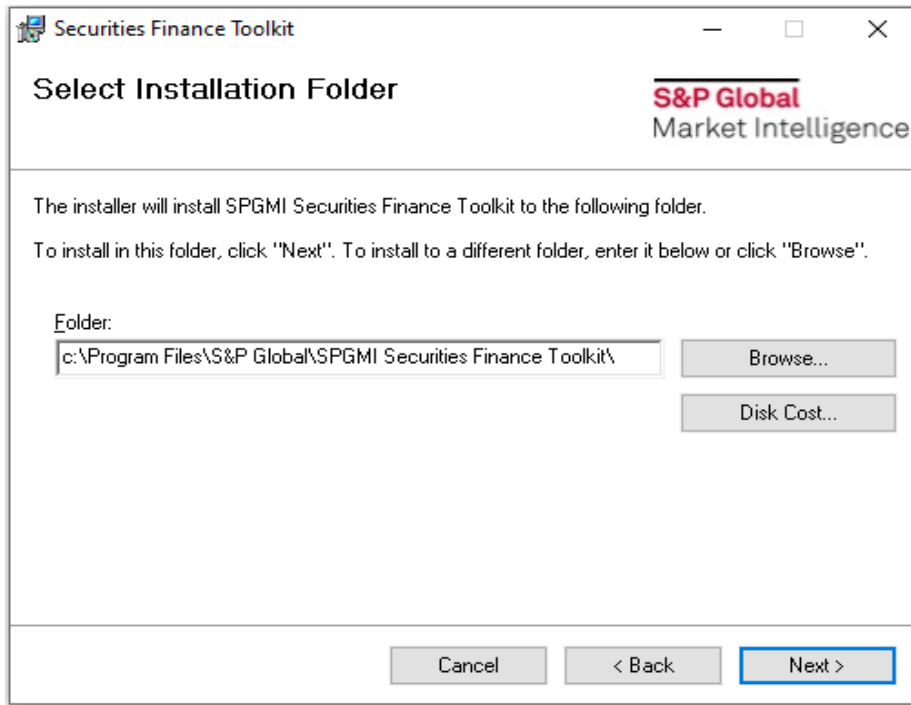 Securities Finance Toolkit
Select Installation Folder
S&P Global
Market Intelligence
The installer will install SPGMI Securities Finance Toolkit to the following folder.
To install in this folder, click "Next". To install to a different folder, enter it below or click "Browse".
Folder:
c:\Program Files\S&P Global\SPGMI Securities Finance Toolkit\
Browse...
Disk Cost...
Cancel
< Back
Next >